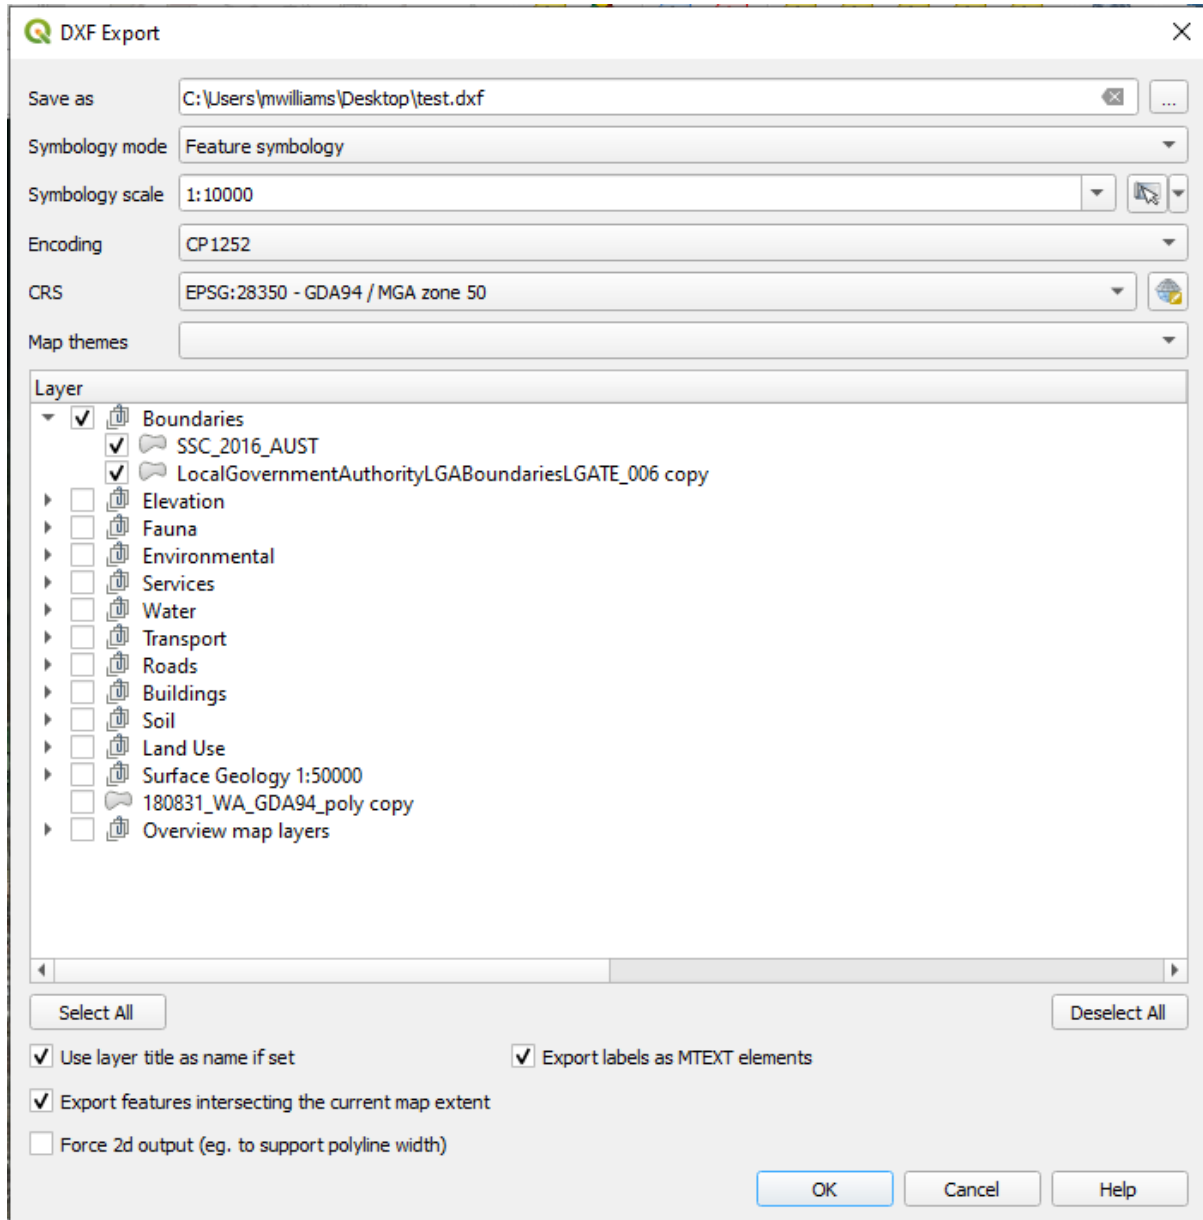 DXF Export
Save as C:\Users\mwilliams\Desktop\test.dxf ...
Symbology mode Feature symbology
Symbology scale 1:10000
Encoding CP1252
CRS EPSG:28350 - GDA94 / MGA zone 50
Map themes
Layer
Boundaries
SSC_2016_AUST
LocalGovernmentAuthorityLGABoundariesLGATE_006 copy
Elevation
Fauna
Environmental
Services
Water
Transport
Roads
Buildings
Soil
Land Use
Surface Geology 1:50000
180831_WA_GDA94_poly copy
Overview map layers
Select All Deselect All
Use layer title as name if set Export labels as MTEXT elements
Export features intersecting the current map extent
Force 2d output (eg. to support polyline width)
OK Cancel Help